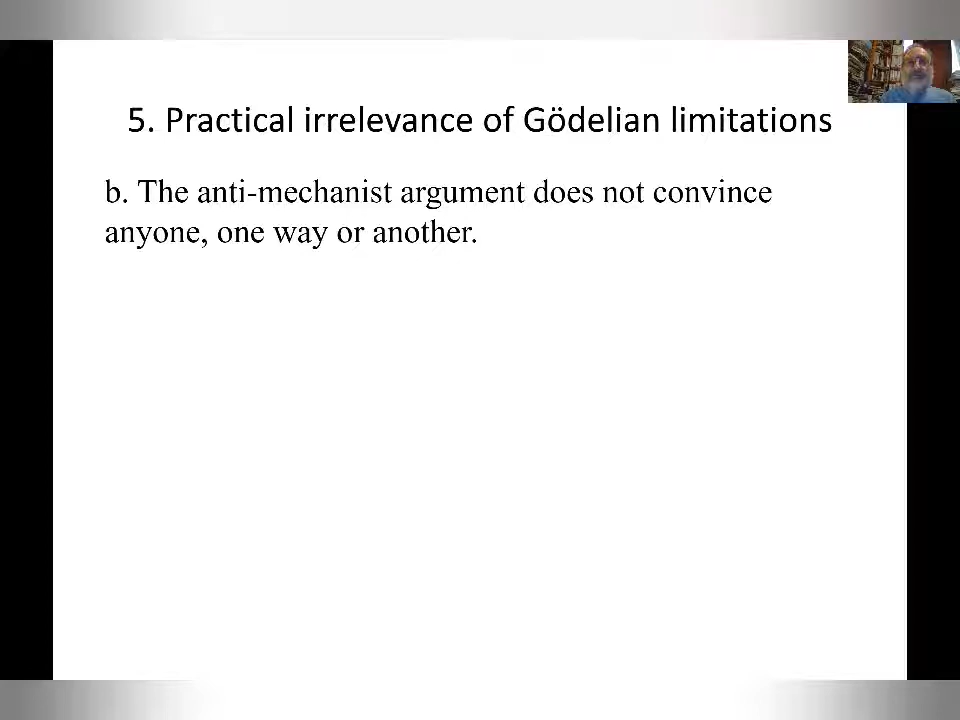 5. Practical irrelevance of Gödelian limitations
b. The anti-mechanist argument does not convince
anyone, one way or another.